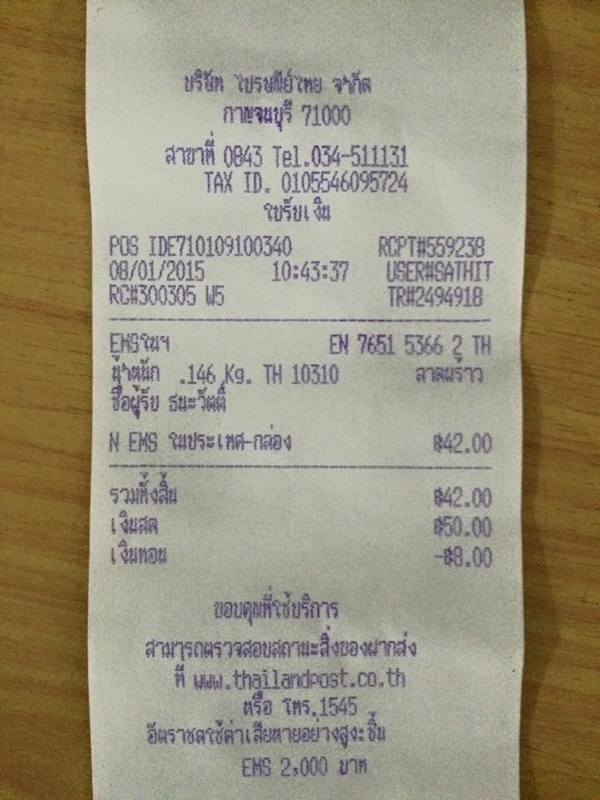 บริษัท ไปรษณีย์ไทย จำกัด
กาญจนบุรี 71000
สาขาที่ 0843 Tel.034-511131
TAX ID. 0105546095724
ใบรับเงิน
POS IDE710109100340 RCPT#559238
08/01/2015 10:43:37 USER#SATHIT
RC#300305 W5 TR#2494918
EMSในฯ EN 7651 5366 2 TH
น้ำหนัก .146 Kg. TH 10310 ลาดพร้าว
ชื่อผู้รับ ธนะวัตติ์
N EMS ในประเทศ-กล่อง ฿42.00
รวมทั้งสิ้น ฿42.00
เงินสด ฿50.00
เงินทอน -฿8.00
ขอบคุณที่ใช้บริการ
สามารถตรวจสอบสถานะสิ่งของฝากส่ง
ที่ www.thailandpost.co.th
หรือ โทร.1545
อัตราชดใช้ค่าเสียหายอย่างสูงะชิ้น
EMS 2,000 บาท